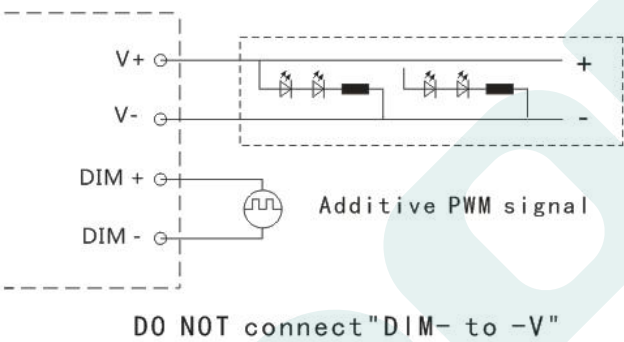 V+
+
V-
-
DIM +
Additive PWM signal
DIM -
DO NOT connect"DIM- to -V"